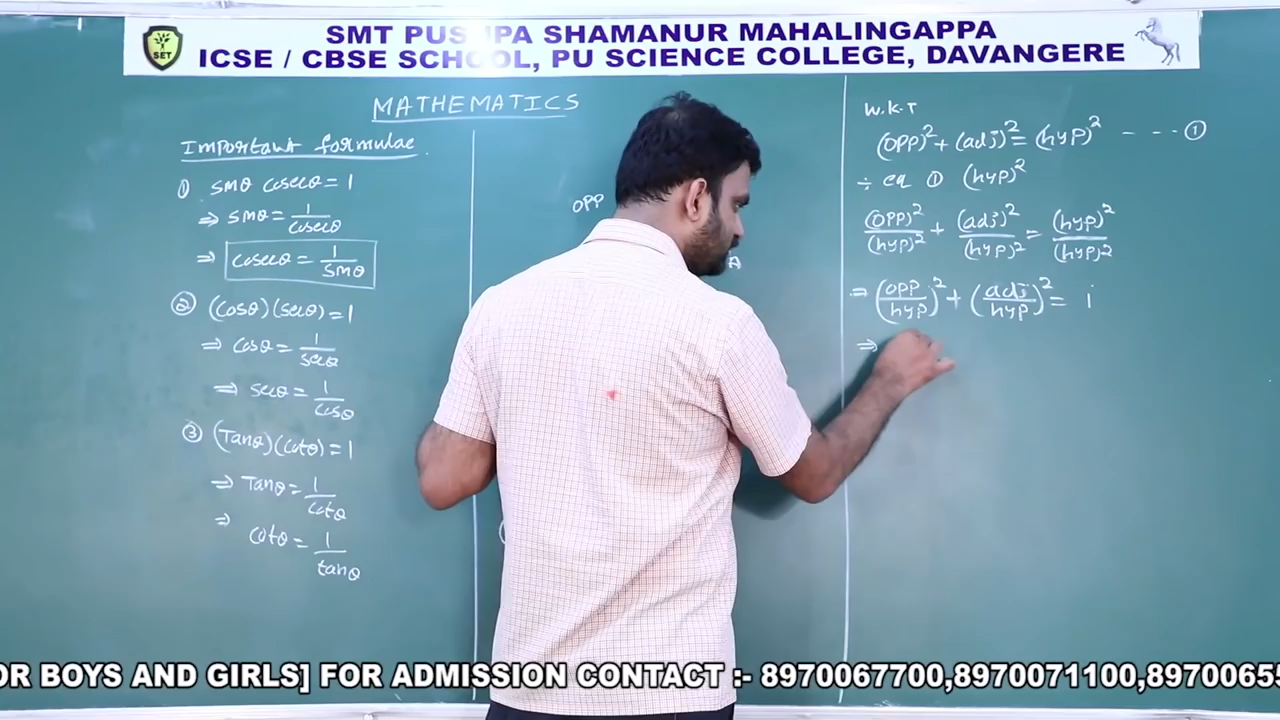 SMT PUSHPA SHAMANUR MAHALINGAPPA
ICSE / CBSE SCHOOL, PU SCIENCE COLLEGE, DAVANGERE
SET
MATHEMATICS
Important formulae
① sinθ cosecθ = 1
⇒ sinθ = 1/cosecθ
⇒ cosecθ = 1/sinθ
② (cosθ)(secθ) = 1
⇒ cosθ = 1/secθ
⇒ secθ = 1/cosθ
③ (Tanθ)(cotθ) = 1
⇒ Tanθ = 1/cotθ
⇒ cotθ = 1/tanθ
OPP
W.K.T
(OPP)² + (adj)² = (hyp)² - - - ①
÷ eq ① (hyp)²
(OPP)²/(hyp)² + (adj)²/(hyp)² = (hyp)²/(hyp)²
⇒ (OPP/hyp)² + (adj/hyp)² = 1
⇒
OR BOYS AND GIRLS] FOR ADMISSION CONTACT :- 8970067700,8970071100,89700655